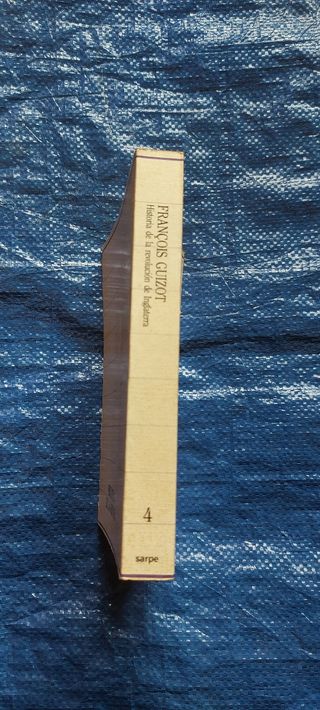 FRANÇOIS GUIZOT
Historia de la revolución de Inglaterra
4
sarpe